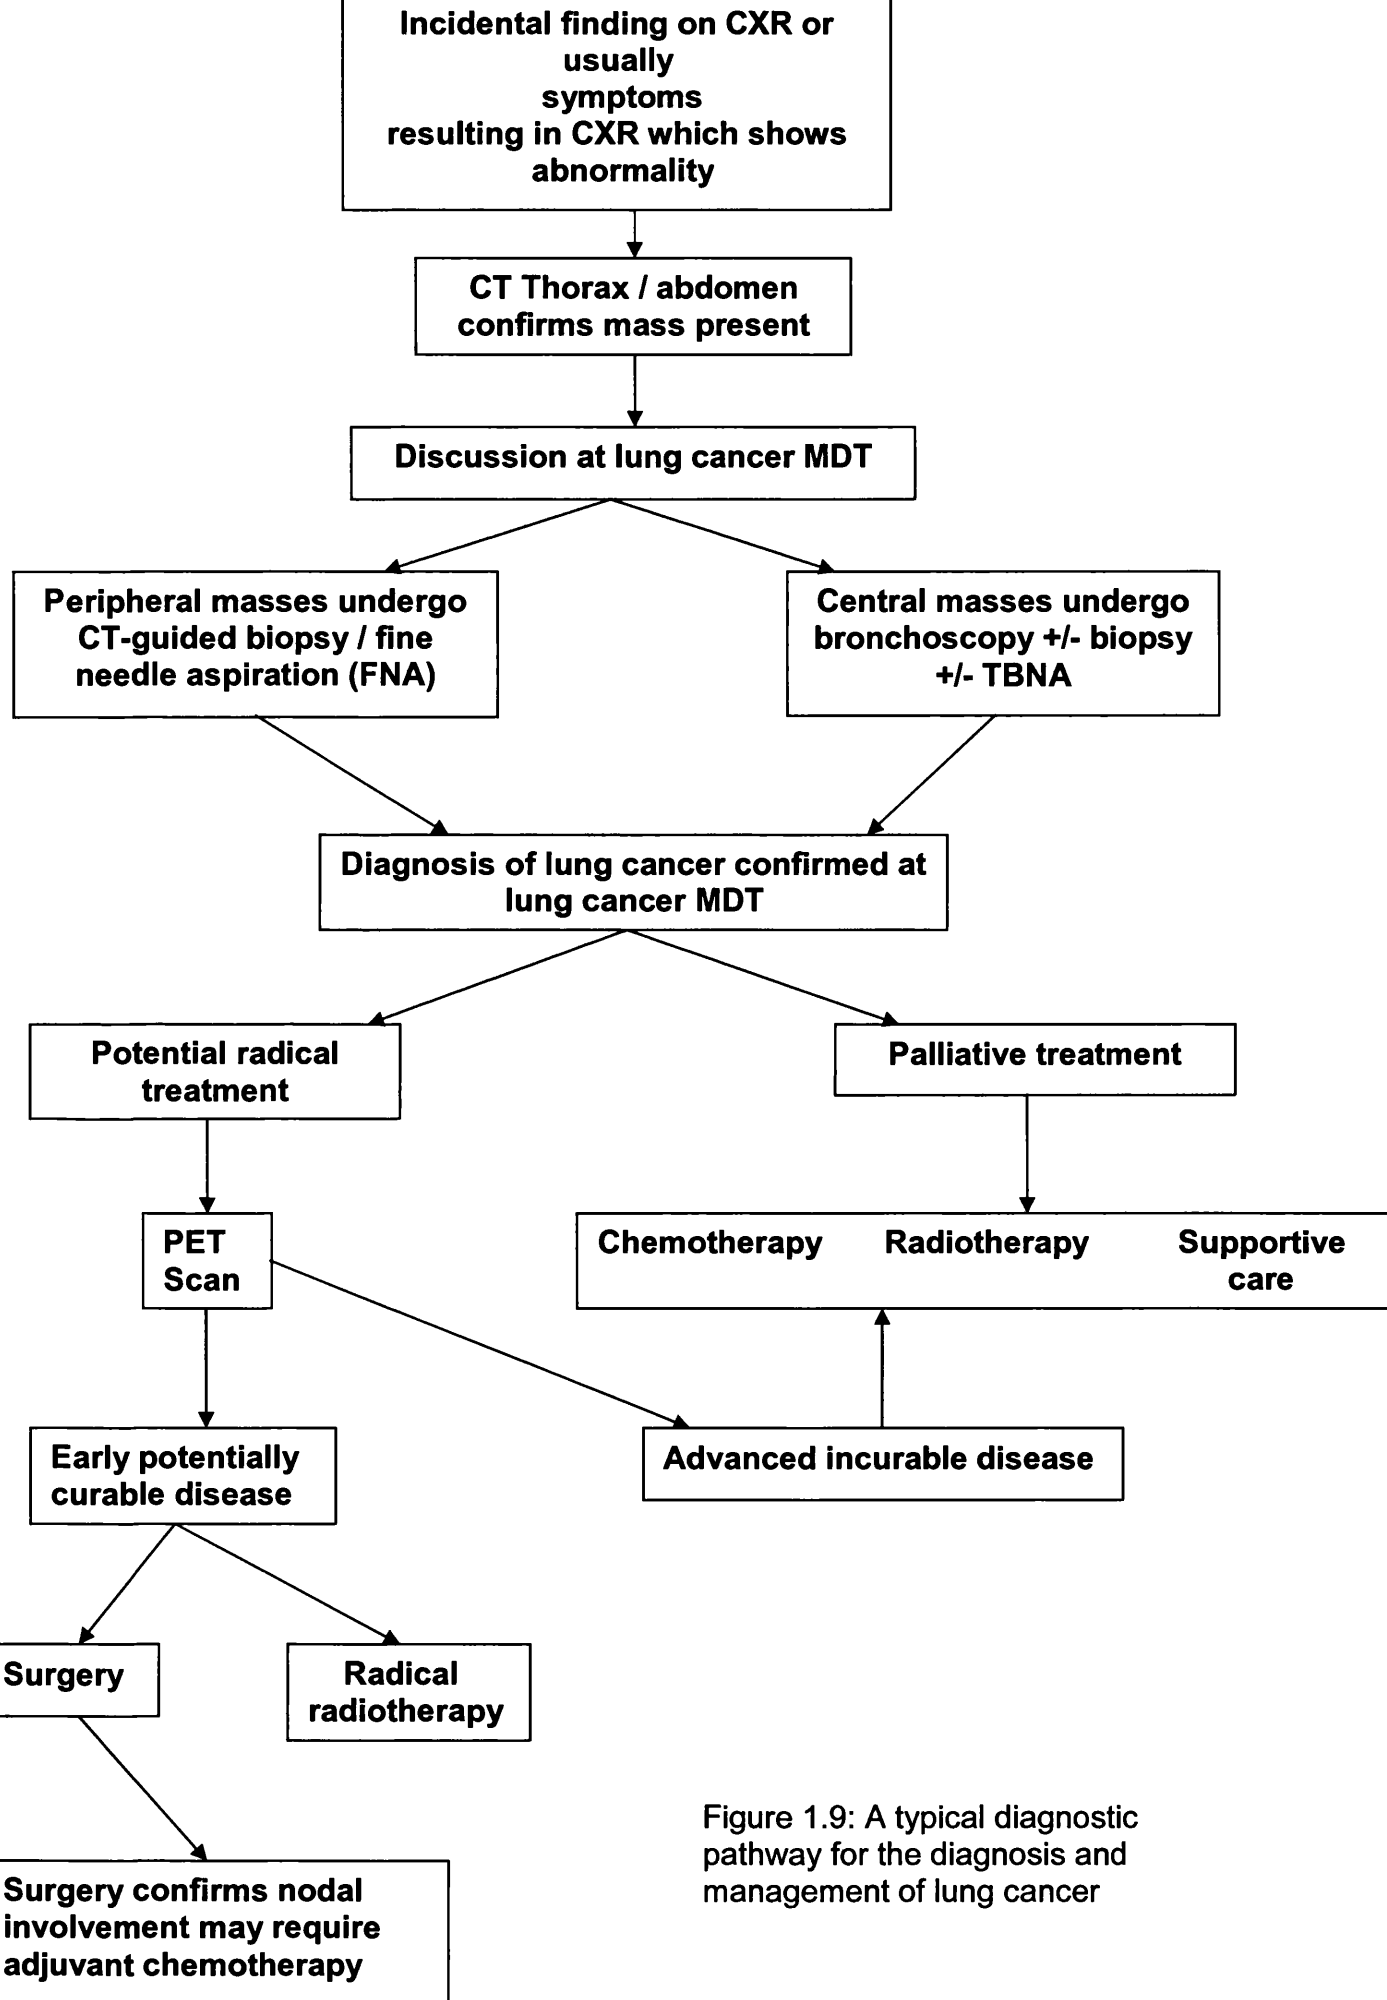 Incidental finding on CXR or
usually
symptoms
resulting in CXR which shows
abnormality
CT Thorax / abdomen
confirms mass present
Discussion at lung cancer MDT
Peripheral masses undergo
CT-guided biopsy / fine
needle aspiration (FNA)
Central masses undergo
bronchoscopy +/- biopsy
+/- TBNA
Diagnosis of lung cancer confirmed at
lung cancer MDT
Potential radical
treatment
Palliative treatment
PET
Scan
Chemotherapy
Radiotherapy
Supportive
care
Early potentially
curable disease
Advanced incurable disease
Surgery
Radical
radiotherapy
Surgery confirms nodal
involvement may require
adjuvant chemotherapy
Figure 1.9: A typical diagnostic
pathway for the diagnosis and
management of lung cancer